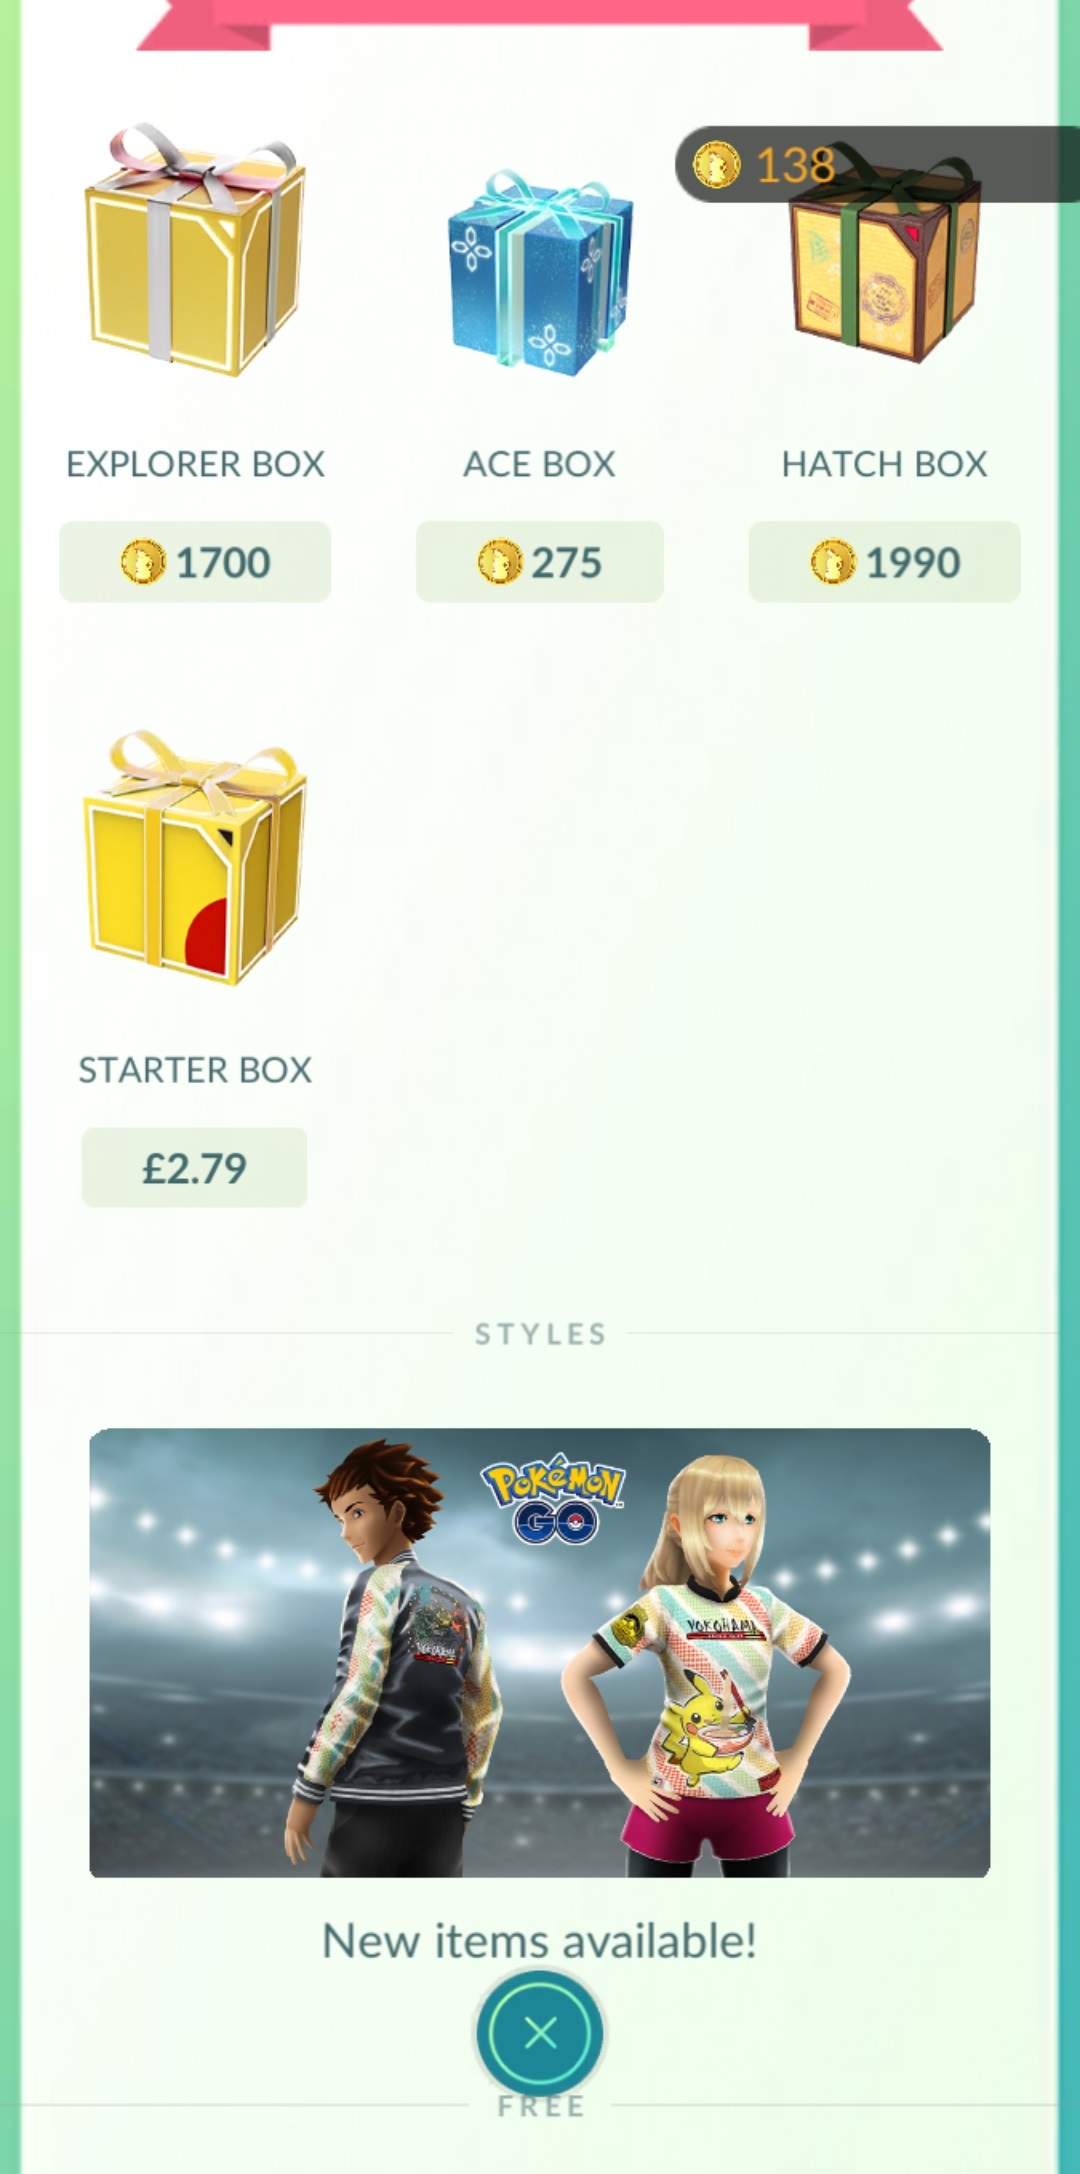 138
EXPLORER BOX
ACE BOX
HATCH BOX
1700
275
1990
STARTER BOX
£2.79
STYLES
POKéMON
GO
YOKOHAMA
New items available!
FREE